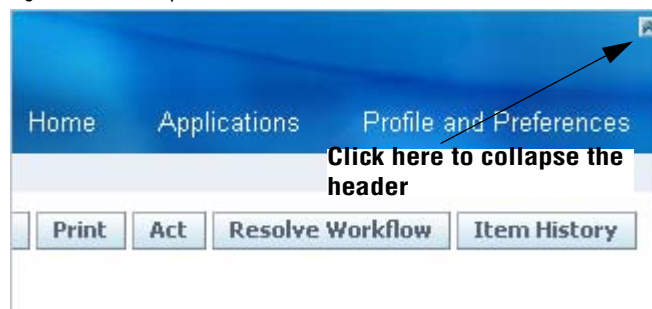 Home Applications Profile and Preferences
Click here to collapse the
header
Print Act Resolve Workflow Item History